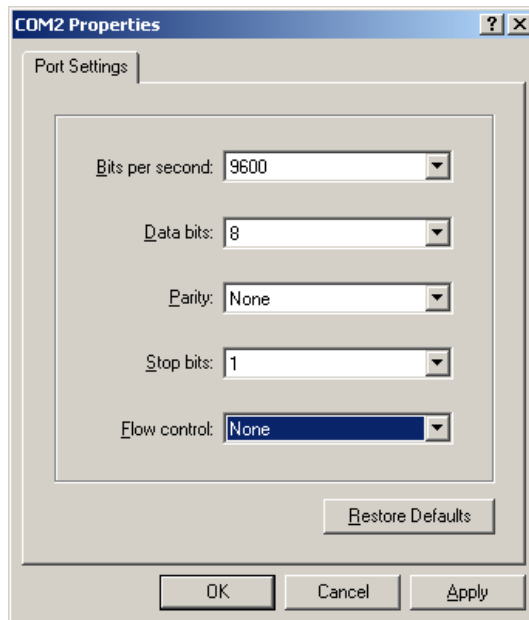 COM2 Properties
Port Settings
Bits per second: 9600
Data bits: 8
Parity: None
Stop bits: 1
Flow control: None
Restore Defaults
OK Cancel Apply